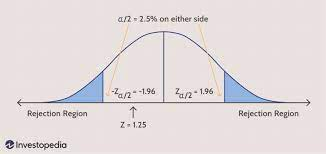 α/2 = 2.5% on either side
-Zα/2 = -1.96
Zα/2 = 1.96
Rejection Region
Rejection Region
Z = 1.25
Investopedia